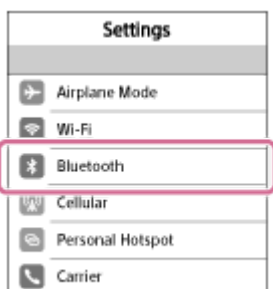 Settings
Airplane Mode
Wi-Fi
Bluetooth
Cellular
Personal Hotspot
Carrier